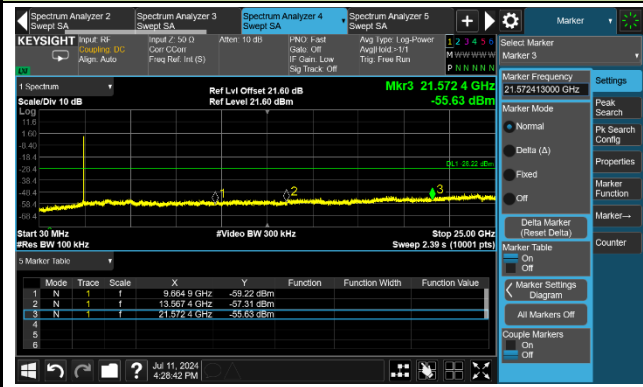 Spectrum Analyzer 2
Swept SA
Spectrum Analyzer 3
Swept SA
Spectrum Analyzer 4
Swept SA
Spectrum Analyzer 5
Swept SA
Marker
KEYSIGHT
Input: RF
Coupling: DC
Align: Auto
Input Z: 50 Ω
Corr CCorr
Freq Ref: Int (S)
Atten: 10 dB
PNO: Fast
Gate: Off
IF Gain: Low
Sig Track: Off
Avg Type: Log-Power
Avg|Hold:>1/1
Trig: Free Run
1 2 3 4 5 6
M W W W W W
P N N N N N
Select Marker
Marker 3
1 Spectrum
Scale/Div 10 dB
Log
Ref Lvl Offset 21.60 dB
Ref Level 21.60 dBm
Mkr3 21.572 4 GHz
-55.63 dBm
11.6
1.60
-8.40
-18.4
-28.4
-38.4
-48.4
-58.4
-68.4
1
2
3
Start 30 MHz
#Res BW 100 kHz
#Video BW 300 kHz
Stop 25.00 GHz
Sweep 2.39 s (10001 pts)
5 Marker Table
Mode Trace Scale X Y Function Function Width Function Value
1 N 1 f 9.664 9 GHz -59.22 dBm
2 N 1 f 13.567 4 GHz -57.31 dBm
3 N 1 f 21.572 4 GHz -55.63 dBm
4
5
6
Marker Frequency
21.572413000 GHz
Marker Mode
Normal
Delta (Δ)
Fixed
Off
Delta Marker
(Reset Delta)
Marker Table
On
Off
Marker Settings
Diagram
All Markers Off
Couple Markers
On
Off
Settings
Peak
Search
Pk Search
Config
Properties
Marker
Function
Marker→
Counter
Jul 11, 2024
4:28:42 PM